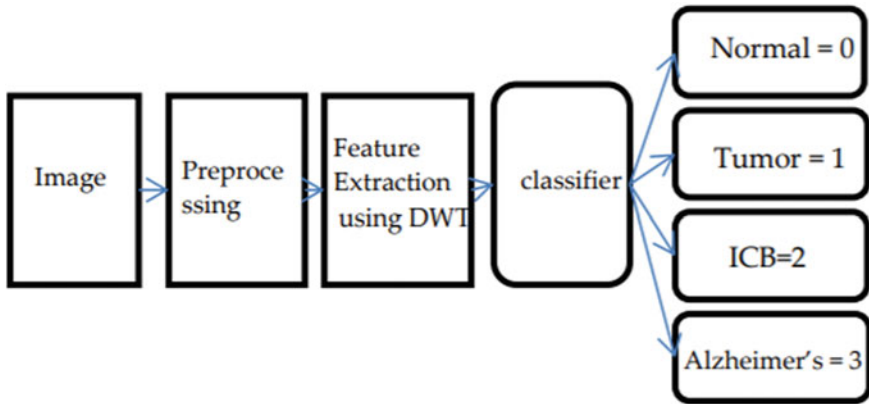 Image
Preproce
ssing
Feature
Extraction
using DWT
classifier
Normal = 0
Tumor = 1
ICB=2
Alzheimer's = 3